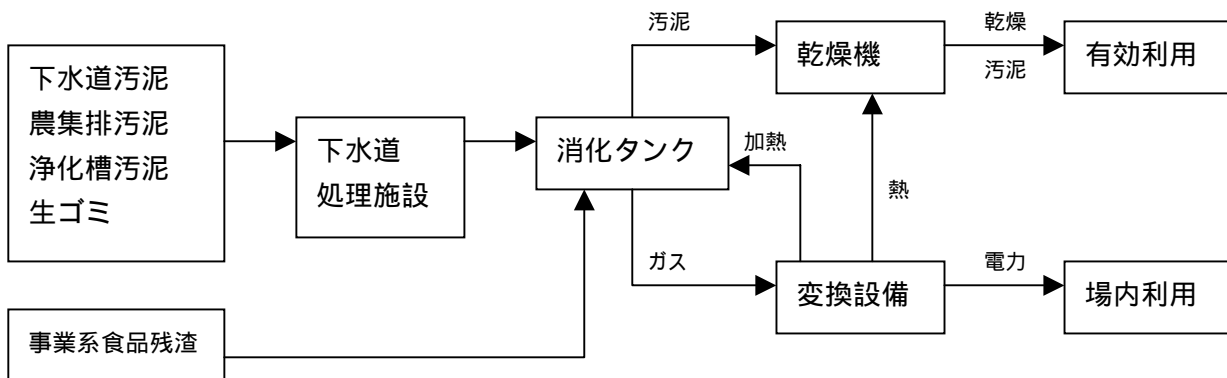 下水道汚泥
農集排汚泥
浄化槽汚泥
生ゴミ
事業系食品残渣
下水道
処理施設
消化タンク
汚泥
ガス
加熱
乾燥機
熱
変換設備
乾燥
汚泥
電力
有効利用
場内利用